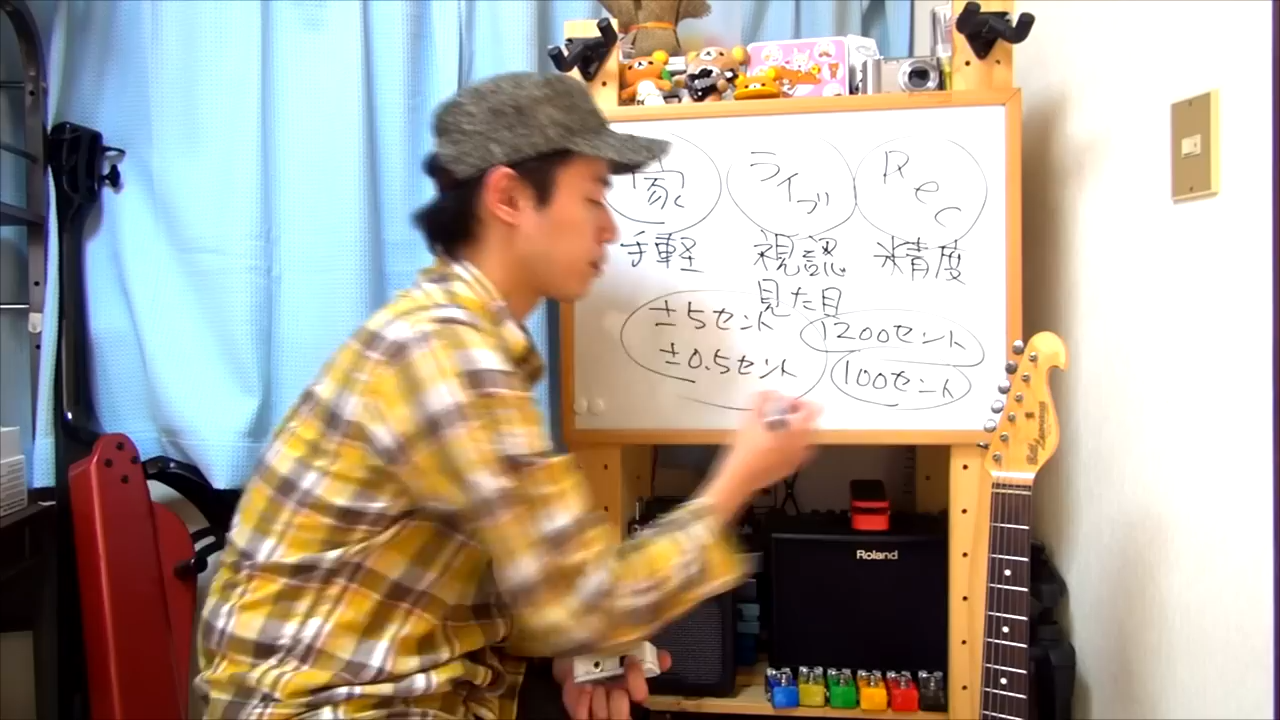 家 ライブ Rec
手軽 視認 精度
見た目
±5セント 1200セント
±0.5セント 100セント
Roland